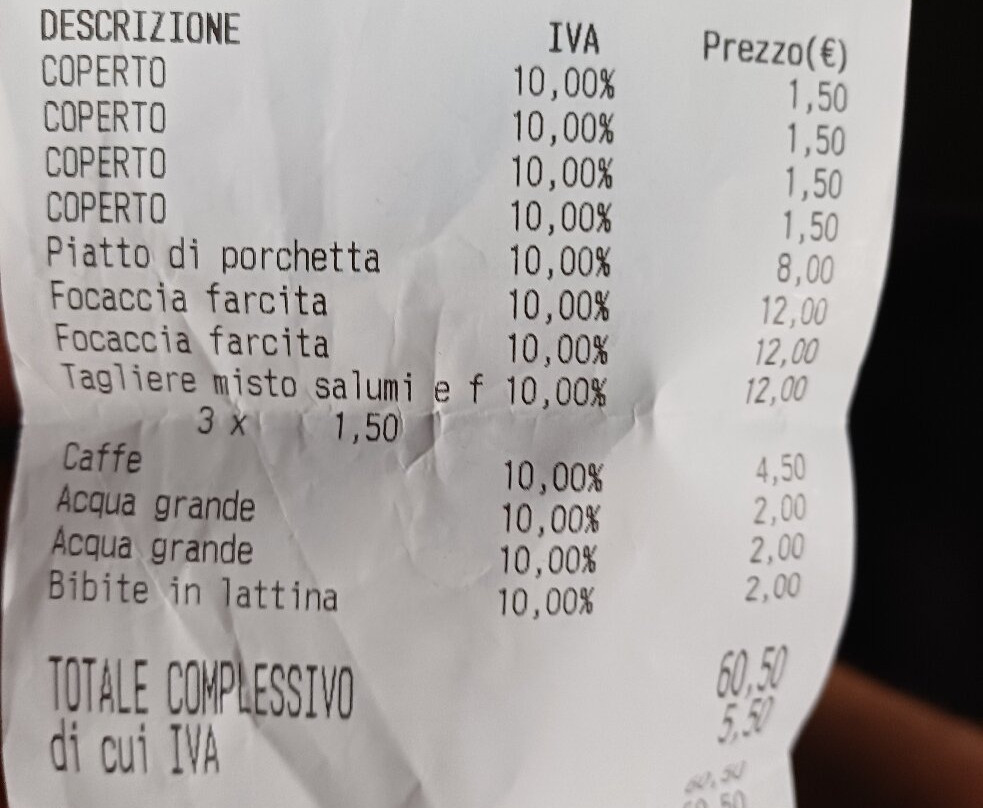 DESCRIZIONE IVA Prezzo(€)
COPERTO 10,00% 1,50
COPERTO 10,00% 1,50
COPERTO 10,00% 1,50
COPERTO 10,00% 1,50
Piatto di porchetta 10,00% 8,00
Focaccia farcita 10,00% 12,00
Focaccia farcita 10,00% 12,00
Tagliere misto salumi e f 10,00% 12,00
3 x 1,50
Caffe 10,00% 4,50
Acqua grande 10,00% 2,00
Acqua grande 10,00% 2,00
Bibite in lattina 10,00% 2,00
TOTALE COMPLESSIVO 60,50
di cui IVA 5,50
60,50